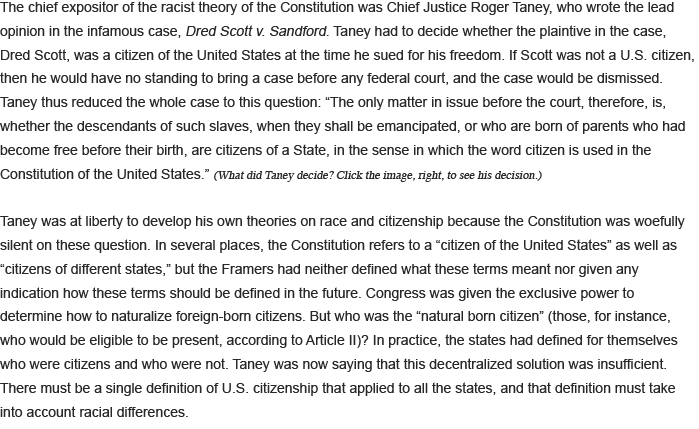 The chief expositor of the racist theory of the Constitution was Chief Justice Roger Taney, who wrote the lead
opinion in the infamous case, Dred Scott v. Sandford. Taney had to decide whether the plaintive in the case,
Dred Scott, was a citizen of the United States at the time he sued for his freedom. If Scott was not a U.S. citizen,
then he would have no standing to bring a case before any federal court, and the case would be dismissed.
Taney thus reduced the whole case to this question: “The only matter in issue before the court, therefore, is,
whether the descendants of such slaves, when they shall be emancipated, or who are born of parents who had
become free before their birth, are citizens of a State, in the sense in which the word citizen is used in the
Constitution of the United States.” (What did Taney decide? Click the image, right, to see his decision.)
Taney was at liberty to develop his own theories on race and citizenship because the Constitution was woefully
silent on these question. In several places, the Constitution refers to a “citizen of the United States” as well as
“citizens of different states,” but the Framers had neither defined what these terms meant nor given any
indication how these terms should be defined in the future. Congress was given the exclusive power to
determine how to naturalize foreign-born citizens. But who was the “natural born citizen” (those, for instance,
who would be eligible to be present, according to Article II)? In practice, the states had defined for themselves
who were citizens and who were not. Taney was now saying that this decentralized solution was insufficient.
There must be a single definition of U.S. citizenship that applied to all the states, and that definition must take
into account racial differences.